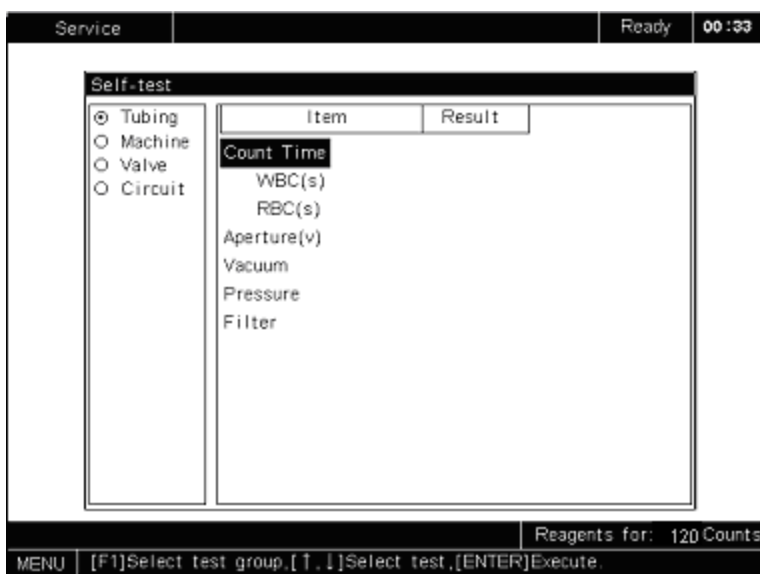 Service Ready 00:33
Self-test
Tubing
Machine
Valve
Circuit
Item Result
Count Time
WBC(s)
RBC(s)
Aperture(v)
Vacuum
Pressure
Filter
Reagents for: 120 Counts
MENU [F1]Select test group,[↑,↓]Select test,[ENTER]Execute.